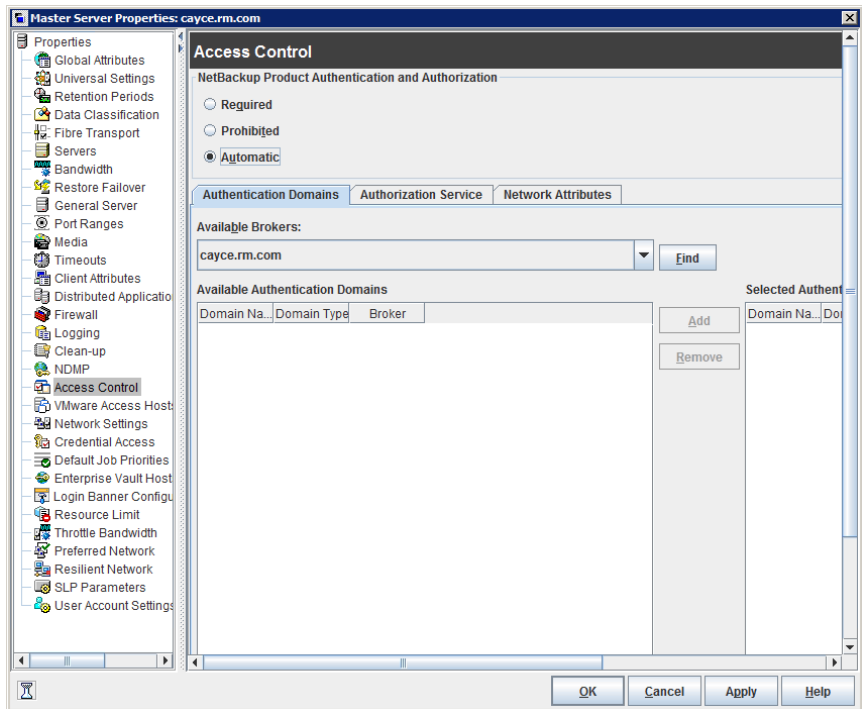 Master Server Properties: cayce.rm.com
Properties
Global Attributes
Universal Settings
Retention Periods
Data Classification
Fibre Transport
Servers
Bandwidth
Restore Failover
General Server
Port Ranges
Media
Timeouts
Client Attributes
Distributed Applicatio
Firewall
Logging
Clean-up
NDMP
Access Control
VMware Access Hosts
Network Settings
Credential Access
Default Job Priorities
Enterprise Vault Host
Login Banner Configu
Resource Limit
Throttle Bandwidth
Preferred Network
Resilient Network
SLP Parameters
User Account Settings
Access Control
NetBackup Product Authentication and Authorization
Required
Prohibited
Automatic
Authentication Domains Authorization Service Network Attributes
Available Brokers:
cayce.rm.com Find
Available Authentication Domains Selected Authent
Domain Na... Domain Type Broker Add Domain Na... Do
Remove
OK Cancel Apply Help